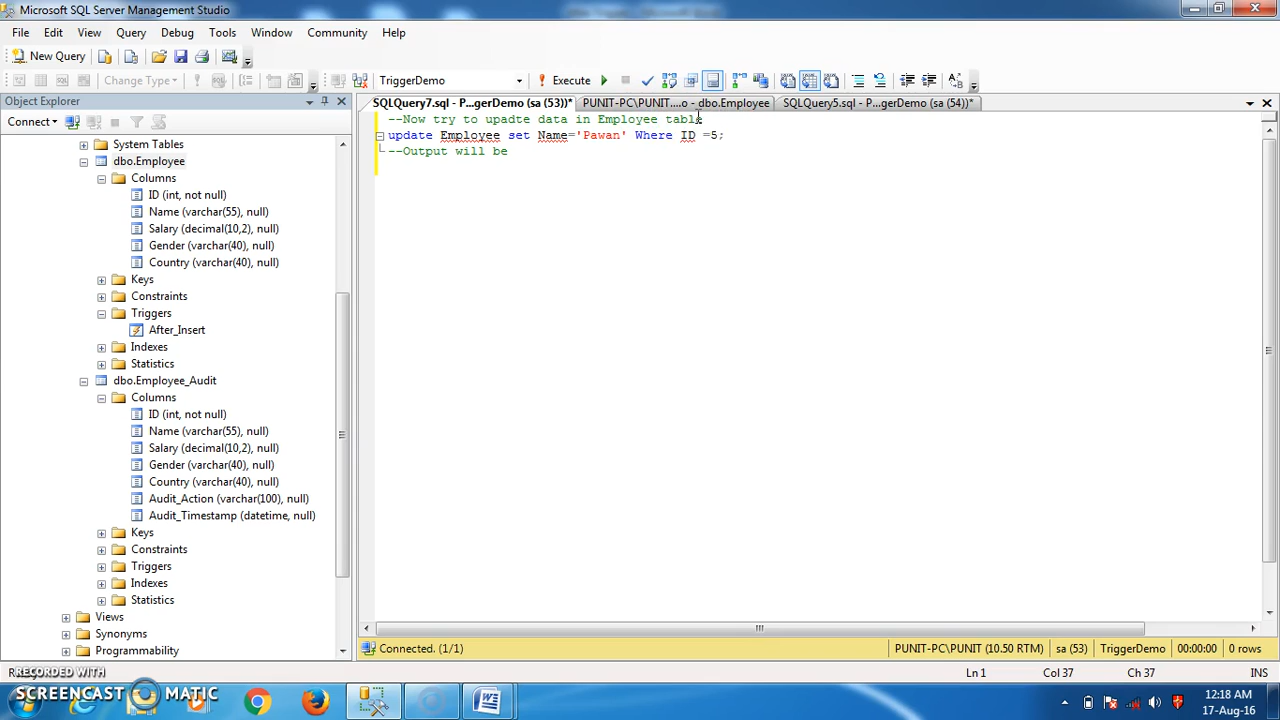 Microsoft SQL Server Management Studio
File Edit View Query Debug Tools Window Community Help
New Query
Change Type TriggerDemo Execute
Object Explorer
SQLQuery7.sql - P...gerDemo (sa (53))* PUNIT-PC\PUNIT....o - dbo.Employee SQLQuery5.sql - P...gerDemo (sa (54))*
Connect
--Now try to upadte data in Employee table
update Employee set Name='Pawan' Where ID =5;
--Output will be
System Tables
dbo.Employee
Columns
ID (int, not null)
Name (varchar(55), null)
Salary (decimal(10,2), null)
Gender (varchar(40), null)
Country (varchar(40), null)
Keys
Constraints
Triggers
After_Insert
Indexes
Statistics
dbo.Employee_Audit
Columns
ID (int, not null)
Name (varchar(55), null)
Salary (decimal(10,2), null)
Gender (varchar(40), null)
Country (varchar(40), null)
Audit_Action (varchar(100), null)
Audit_Timestamp (datetime, null)
Keys
Constraints
Triggers
Indexes
Statistics
Views
Synonyms
Programmability
Connected. (1/1) PUNIT-PC\PUNIT (10.50 RTM) sa (53) TriggerDemo 00:00:00 0 rows
Ln 1 Col 37 Ch 37 INS
RECORDED WITH
SCREENCAST MATIC
12:18 AM
17-Aug-16